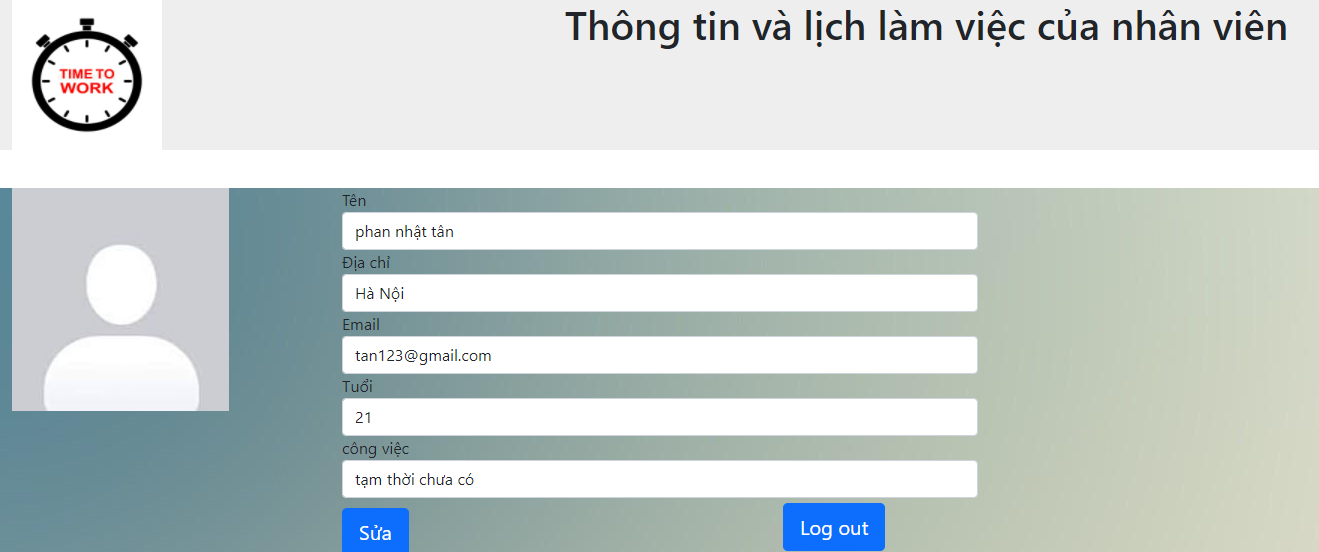 TIME TO
WORK
Thông tin và lịch làm việc của nhân viên
Tên
phan nhật tân
Địa chỉ
Hà Nội
Email
tan123@gmail.com
Tuổi
21
công việc
tạm thời chưa có
Sửa
Log out